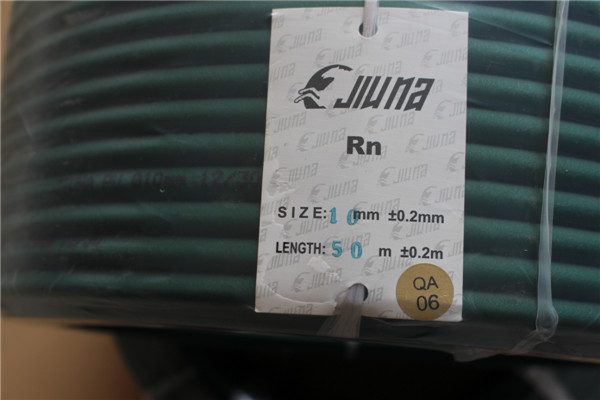 JIUNA
Rn
SIZE: 10 mm ±0.2mm
LENGTH: 50 m ±0.2m
QA
06